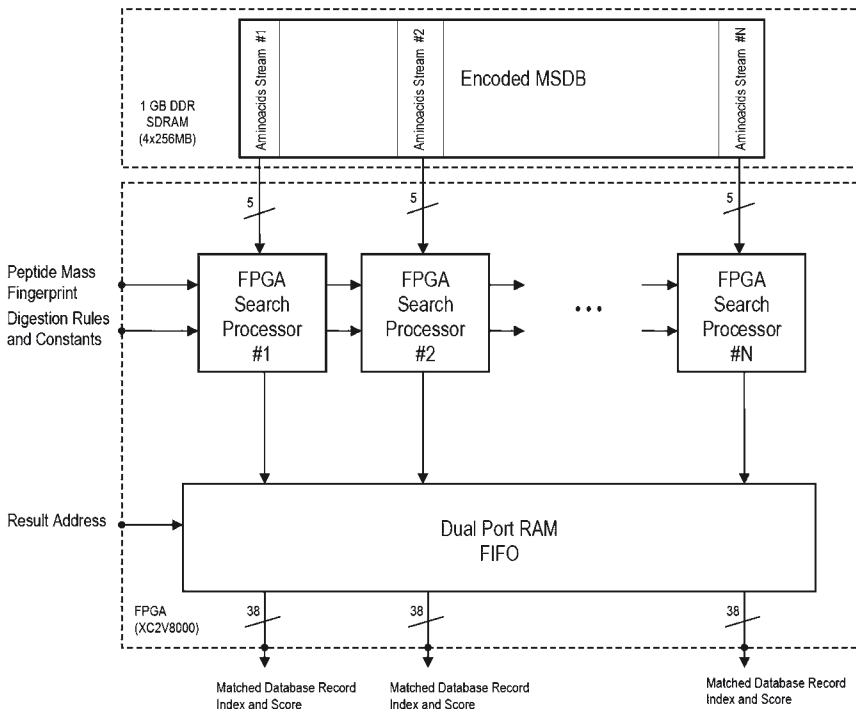 Aminoacids Stream #1
Aminoacids Stream #2
Encoded MSDB
Aminoacids Stream #N
1 GB DDR
SDRAM
(4x256MB)
5
5
5
Peptide Mass
Fingerprint
Digestion Rules
and Constants
FPGA
Search
Processor
#1
FPGA
Search
Processor
#2
...
FPGA
Search
Processor
#N
Result Address
Dual Port RAM
FIFO
FPGA
(XC2V8000)
38
38
38
Matched Database Record
Index and Score
Matched Database Record
Index and Score
Matched Database Record
Index and Score